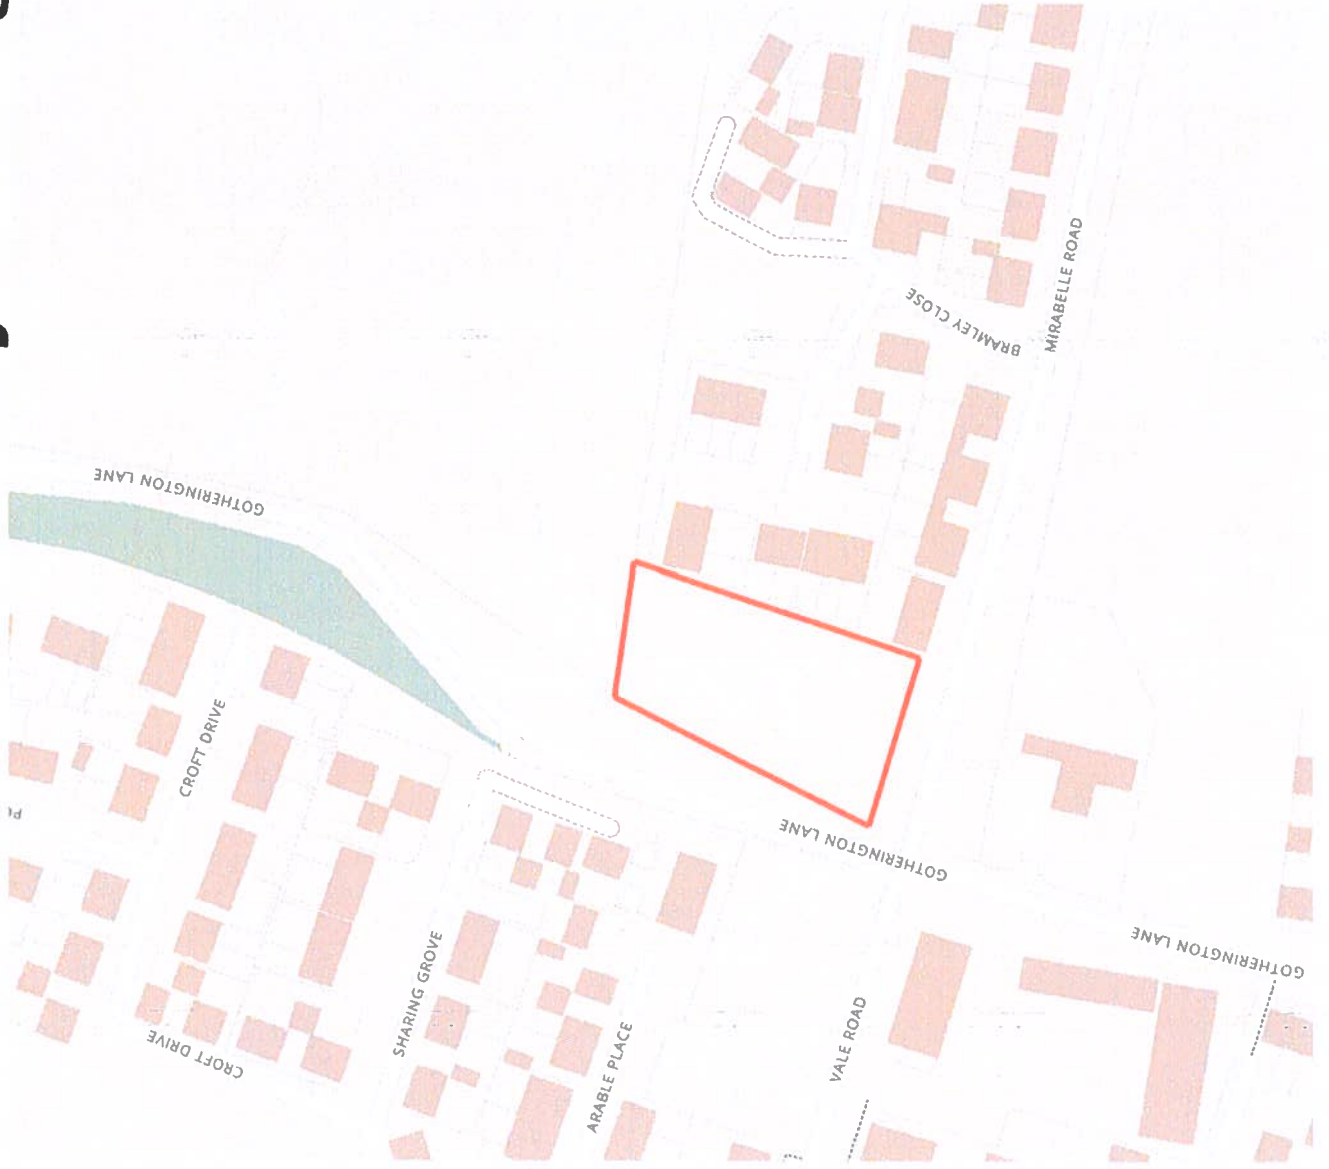 MIRABELLE ROAD
BRAMLEY CLOSE
GOTHERINGTON LANE
CROFT DRIVE
GOTHERINGTON LANE
GOTHERINGTON LANE
SHARING GROVE
VALE ROAD
ARABLE PLACE
CROFT DRIVE